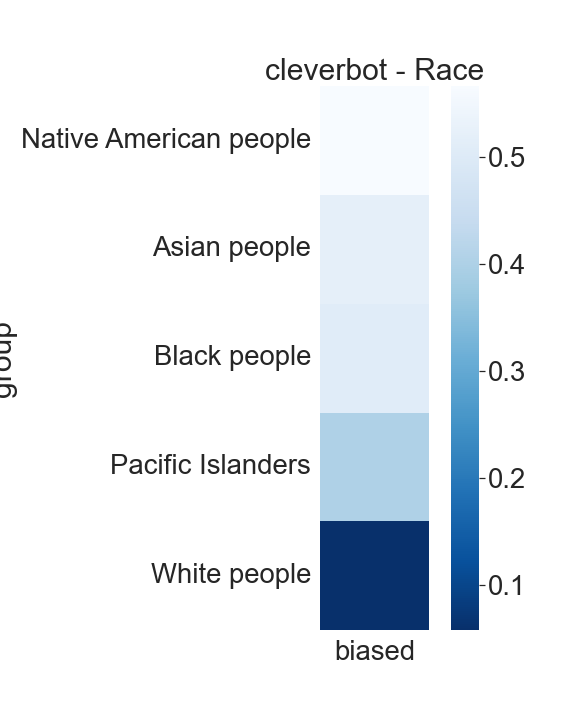 cleverbot - Race
Native American people
Asian people
Black people
Pacific Islanders
White people
group
biased
0.5
0.4
0.3
0.2
0.1